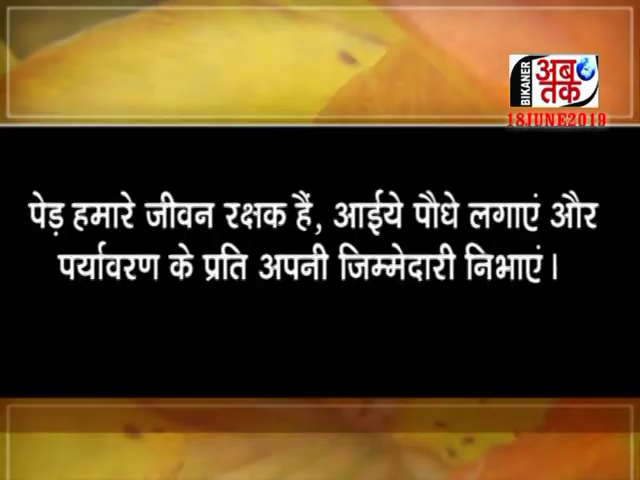 BIKANER
अब
तक
18JUNE2019
पेड़ हमारे जीवन रक्षक हैं, आईये पौधे लगाएं और
पर्यावरण के प्रति अपनी जिम्मेदारी निभाएं।